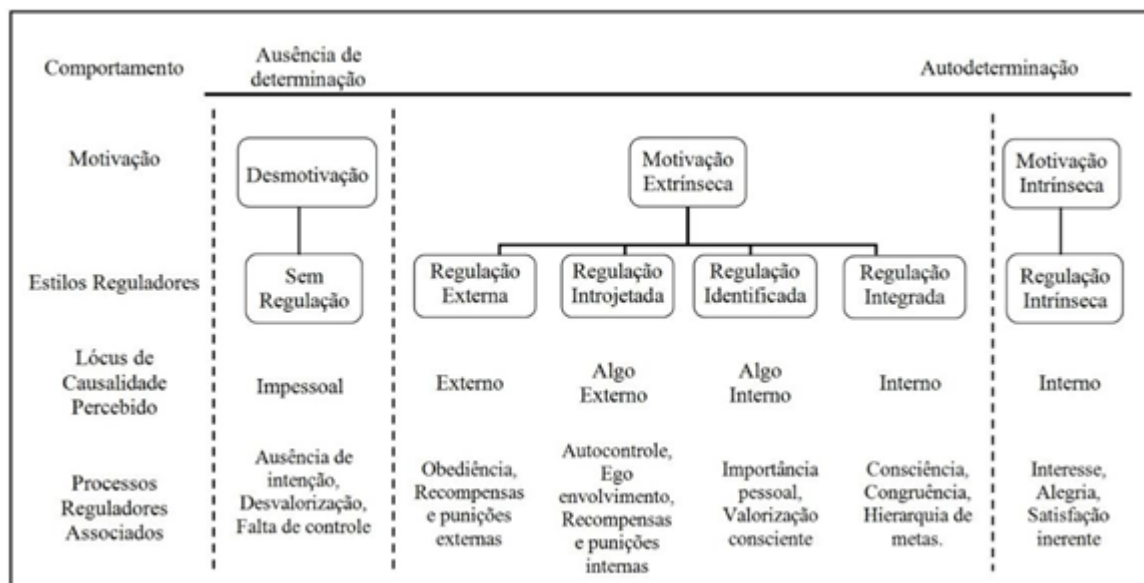 Comportamento
Ausência de
determinação
Autodeterminação
Motivação
Desmotivação
Motivação
Extrínseca
Motivação
Intrínseca
Estilos Reguladores
Sem
Regulação
Regulação
Externa
Regulação
Introjetada
Regulação
Identificada
Regulação
Integrada
Regulação
Intrínseca
Lócus de
Causalidade
Percebido
Impessoal
Externo
Algo
Externo
Algo
Interno
Interno
Interno
Processos
Reguladores
Associados
Ausência de
intenção,
Desvalorização,
Falta de controle
Obediência,
Recompensas
e punições
externas
Autocontrole,
Ego
envolvimento,
Recompensas
e punições
internas
Importância
pessoal,
Valorização
consciente
Consciência,
Congruência,
Hierarquia de
metas.
Interesse,
Alegria,
Satisfação
inerente